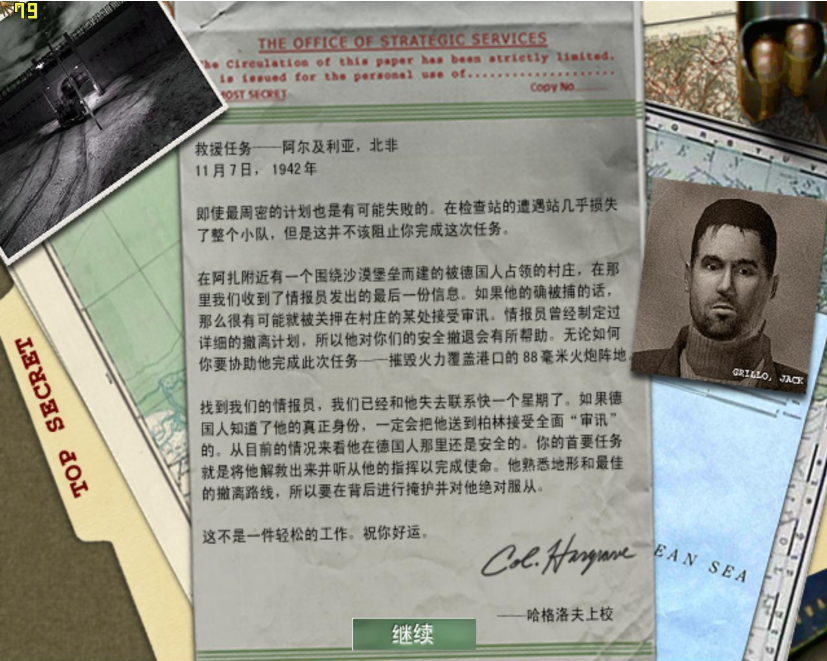 79
THE OFFICE OF STRATEGIC SERVICES
he Circulation of this paper has been strictly limited.
is issued for the personal use of
MOST SECRET
Copy No
救援任务——阿尔及利亚，北非
11月7日，1942年
即使最周密的计划也是有可能失败的。在检查站的遭遇站几乎损失
了整个小队，但是这并不该阻止你完成这次任务。
在阿扎附近有一个围绕沙漠堡垒而建的被德国人占领的村庄，在那
里我们收到了情报员发出的最后一份信息。如果他的确被捕的话，
那么很有可能就被关押在村庄的某处接受审讯。情报员曾经制定过
详细的撤离计划，所以他对你们的安全撤退会有所帮助。无论如何
你要协助他完成此次任务——摧毁火力覆盖港口的88毫米火炮阵地
找到我们的情报员，我们已经和他失去联系快一个星期了。如果德
国人知道了他的真正身份，一定会把他送到柏林接受全面“审讯”
的。从目前的情况来看他在德国人那里还是安全的。你的首要任务
就是将他解救出来并听从他的指挥以完成使命。他熟悉地形和最佳
的撤离路线，所以要在背后进行掩护并对他绝对服从。
这不是一件轻松的工作。祝你好运。
Col. Hargrove
——哈格洛夫上校
继续
GRILLO, JACK
TOP SECRET
EAN SEA